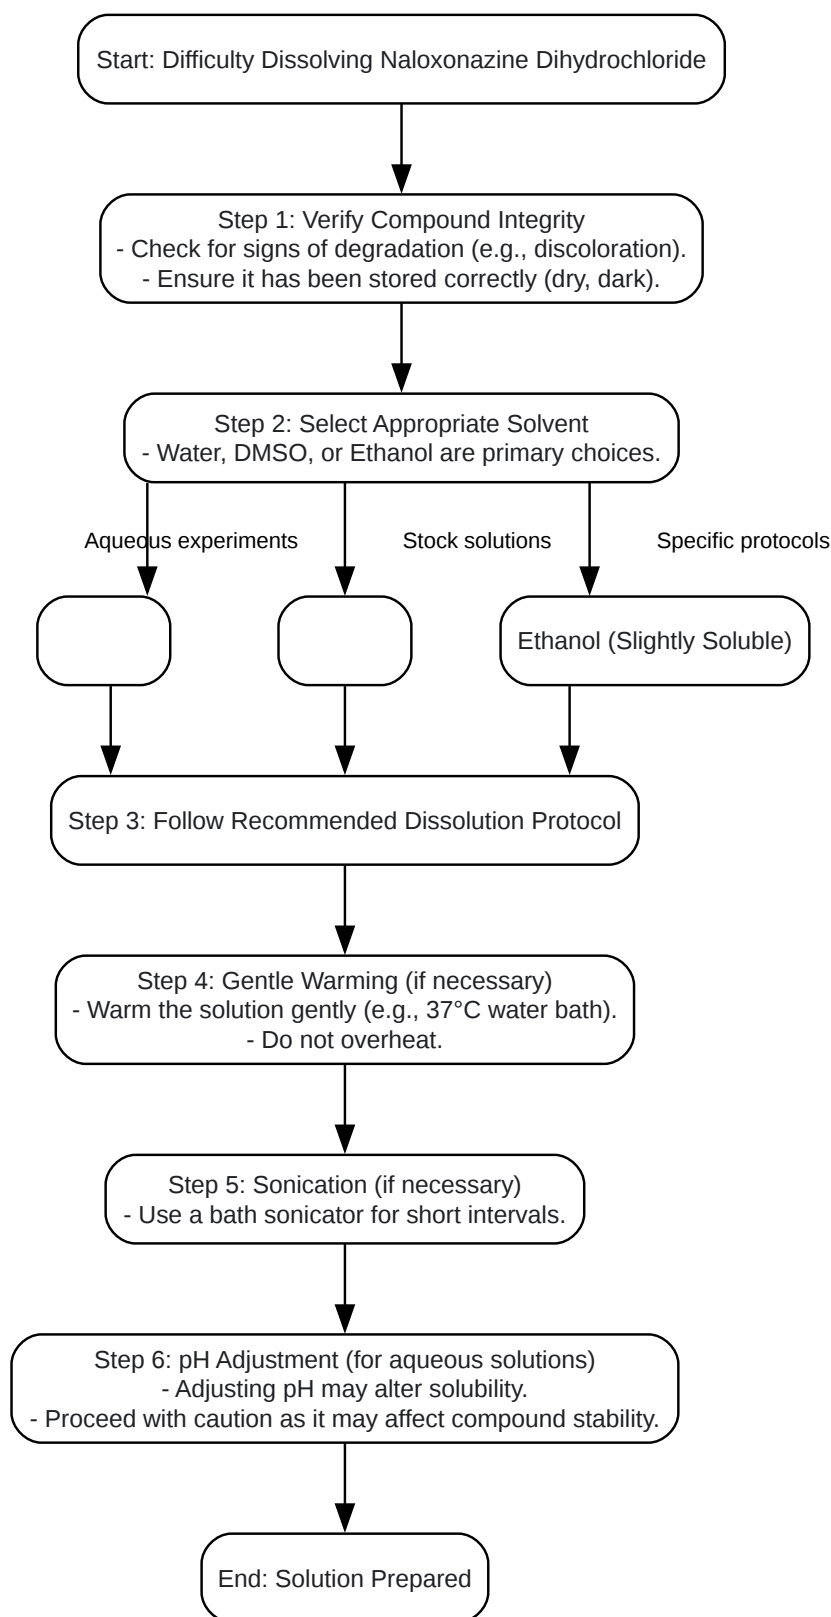 Start: Difficulty Dissolving Naloxonazine Dihydrochloride
Step 1: Verify Compound Integrity
- Check for signs of degradation (e.g., discoloration).
- Ensure it has been stored correctly (dry, dark).
Step 2: Select Appropriate Solvent
- Water, DMSO, or Ethanol are primary choices.
Aqueous experiments
Stock solutions
Specific protocols
Ethanol (Slightly Soluble)
Step 3: Follow Recommended Dissolution Protocol
Step 4: Gentle Warming (if necessary)
- Warm the solution gently (e.g., 37°C water bath).
- Do not overheat.
Step 5: Sonication (if necessary)
- Use a bath sonicator for short intervals.
Step 6: pH Adjustment (for aqueous solutions)
- Adjusting pH may alter solubility.
- Proceed with caution as it may affect compound stability.
End: Solution Prepared